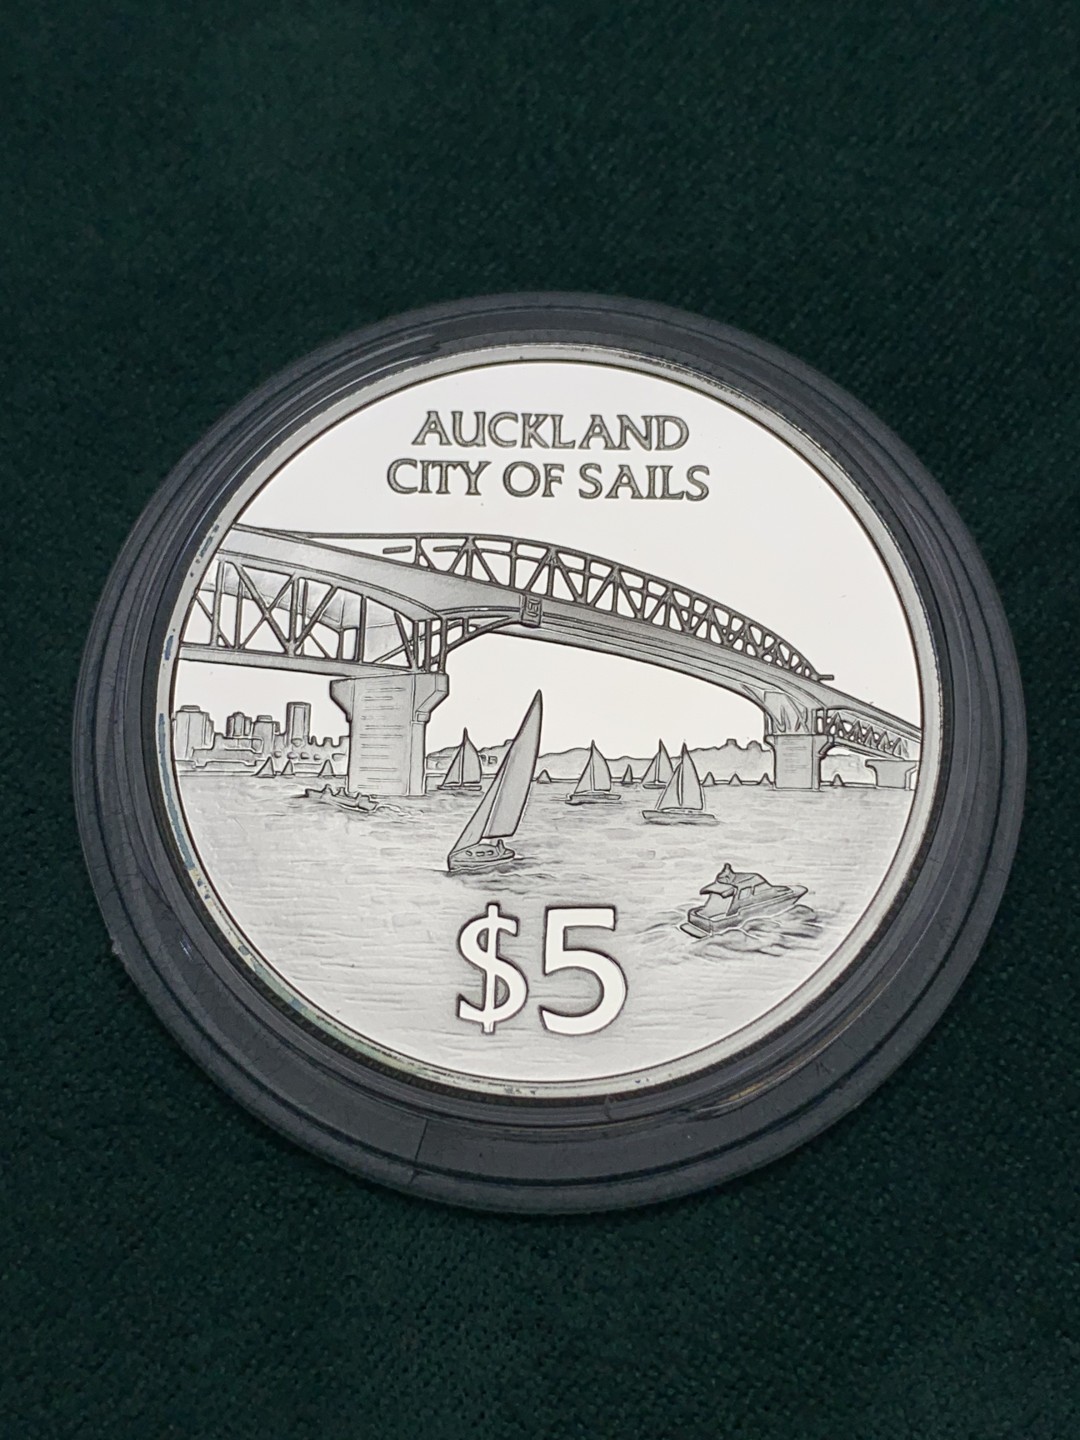 AUCKLAND
CITY OF SAILS
$5